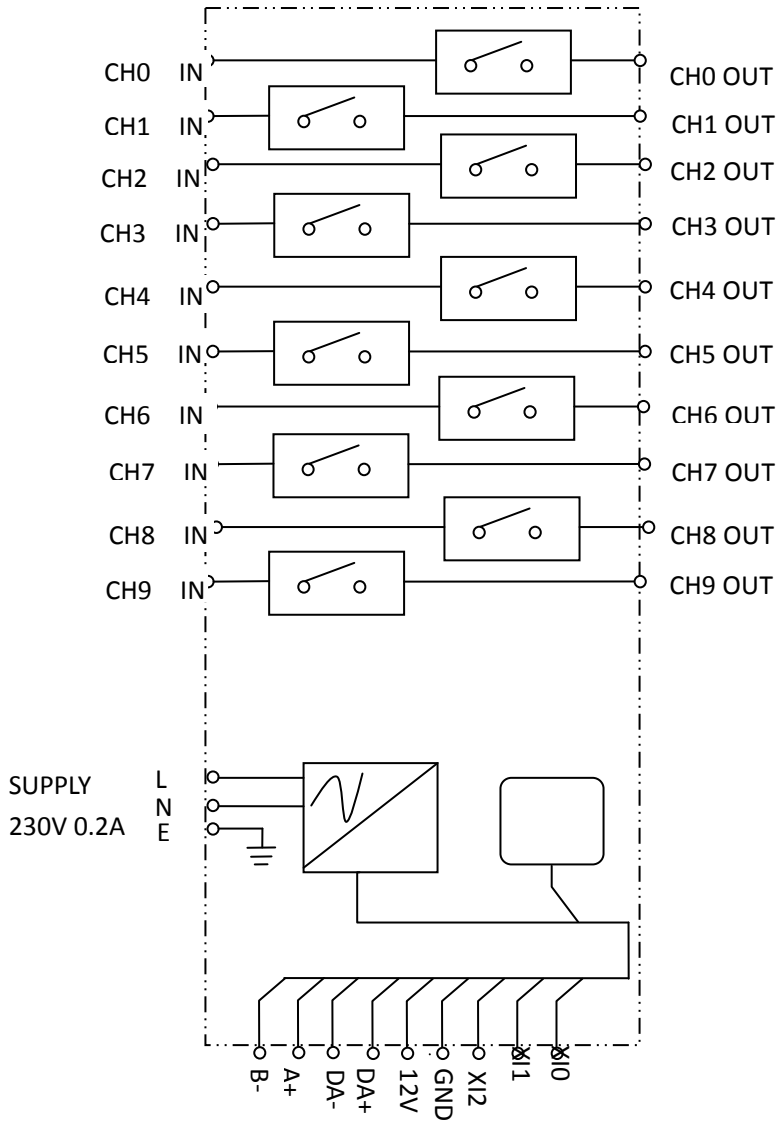 CH0 IN CH0 OUT
CH1 IN CH1 OUT
CH2 IN CH2 OUT
CH3 IN CH3 OUT
CH4 IN CH4 OUT
CH5 IN CH5 OUT
CH6 IN CH6 OUT
CH7 IN CH7 OUT
CH8 IN CH8 OUT
CH9 IN CH9 OUT
SUPPLY L
N
230V 0.2A E
B- A+ DA- DA+ 12V GND XI2 XI1 XI0